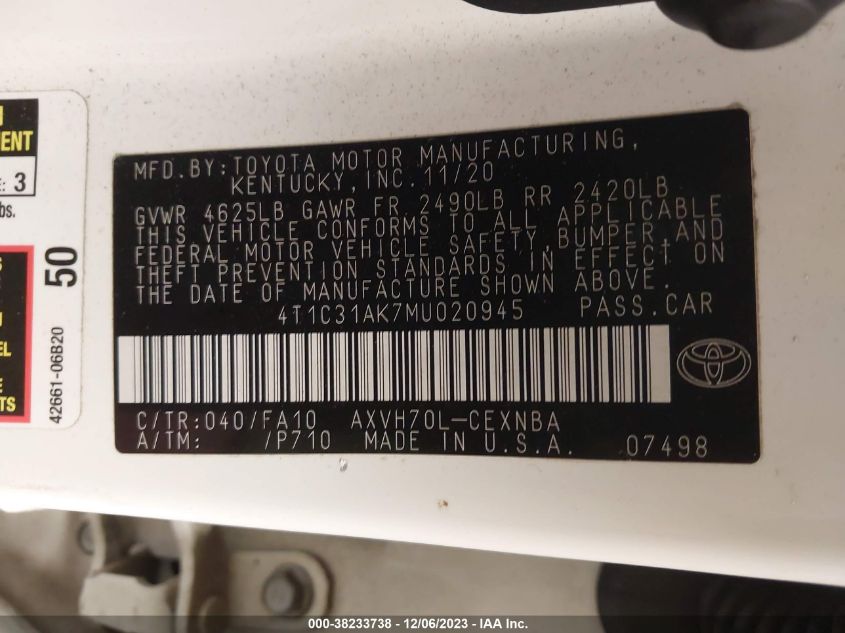 MFD.BY:TOYOTA MOTOR MANUFACTURING,
KENTUCKY,INC.11/20
GVWR 4625LB GAWR FR 2490LB RR 2420LB
THIS VEHICLE CONFORMS TO ALL APPLICABLE
FEDERAL MOTOR VEHICLE SAFETY,BUMPER,AND
THEFT PREVENTION STANDARDS IN EFFECT ON
THE DATE OF MANUFACTURE SHOWN ABOVE.
4T1C31AK7MU020945 PASS.CAR
C/TR:040/FA10 AXVH70L-CEXNBA
A/TM: /P710 MADE IN U.S.A. 07498
: 3
bs.
50
42661-06B20
000-38233738 - 12/06/2023 - IAA Inc.